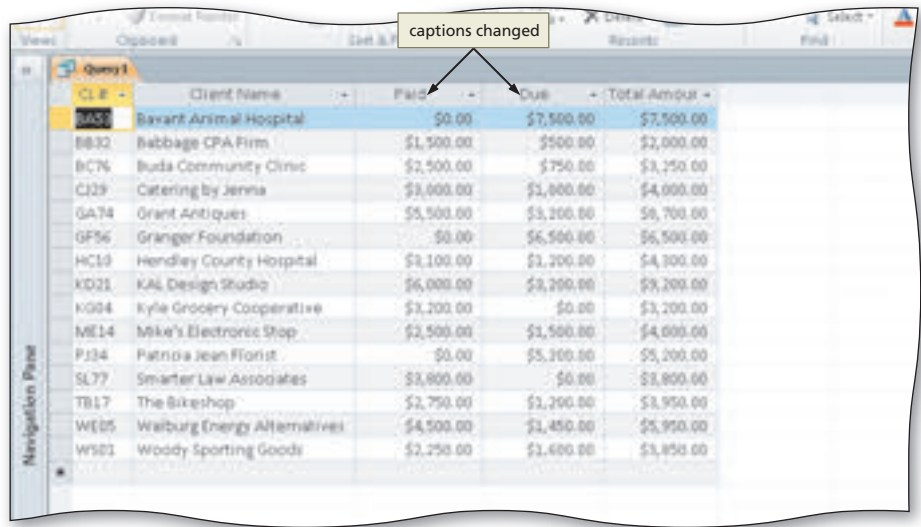 Format Painter
Delete
Select
Views
Clipboard
Records
Find
captions changed
Query1
CL # Client Name Paid Due Total Amour
BA53 Bavant Animal Hospital $0.00 $7,500.00 $7,500.00
BB32 Babbage CPA Firm $1,500.00 $500.00 $2,000.00
BC76 Buda Community Clinic $2,500.00 $750.00 $3,250.00
CJ29 Catering by Jenna $3,000.00 $1,000.00 $4,000.00
GA74 Grant Antiques $5,500.00 $3,200.00 $8,700.00
GF56 Granger Foundation $0.00 $6,500.00 $6,500.00
HC10 Hendley County Hospital $3,100.00 $1,200.00 $4,300.00
KD21 KAL Design Studio $6,000.00 $3,200.00 $9,200.00
KG04 Kyle Grocery Cooperative $3,200.00 $0.00 $3,200.00
ME14 Mike's Electronic Stop $2,500.00 $1,500.00 $4,000.00
PJ34 Patricia Jean Florist $0.00 $5,200.00 $5,200.00
SL77 Smarter Law Associates $3,800.00 $0.00 $3,800.00
TB17 The Bikeshop $2,750.00 $1,200.00 $3,950.00
WE05 Walburg Energy Alternatives $4,500.00 $1,450.00 $5,950.00
WS01 Woody Sporting Goods $2,250.00 $1,600.00 $3,850.00
Navigation Pane